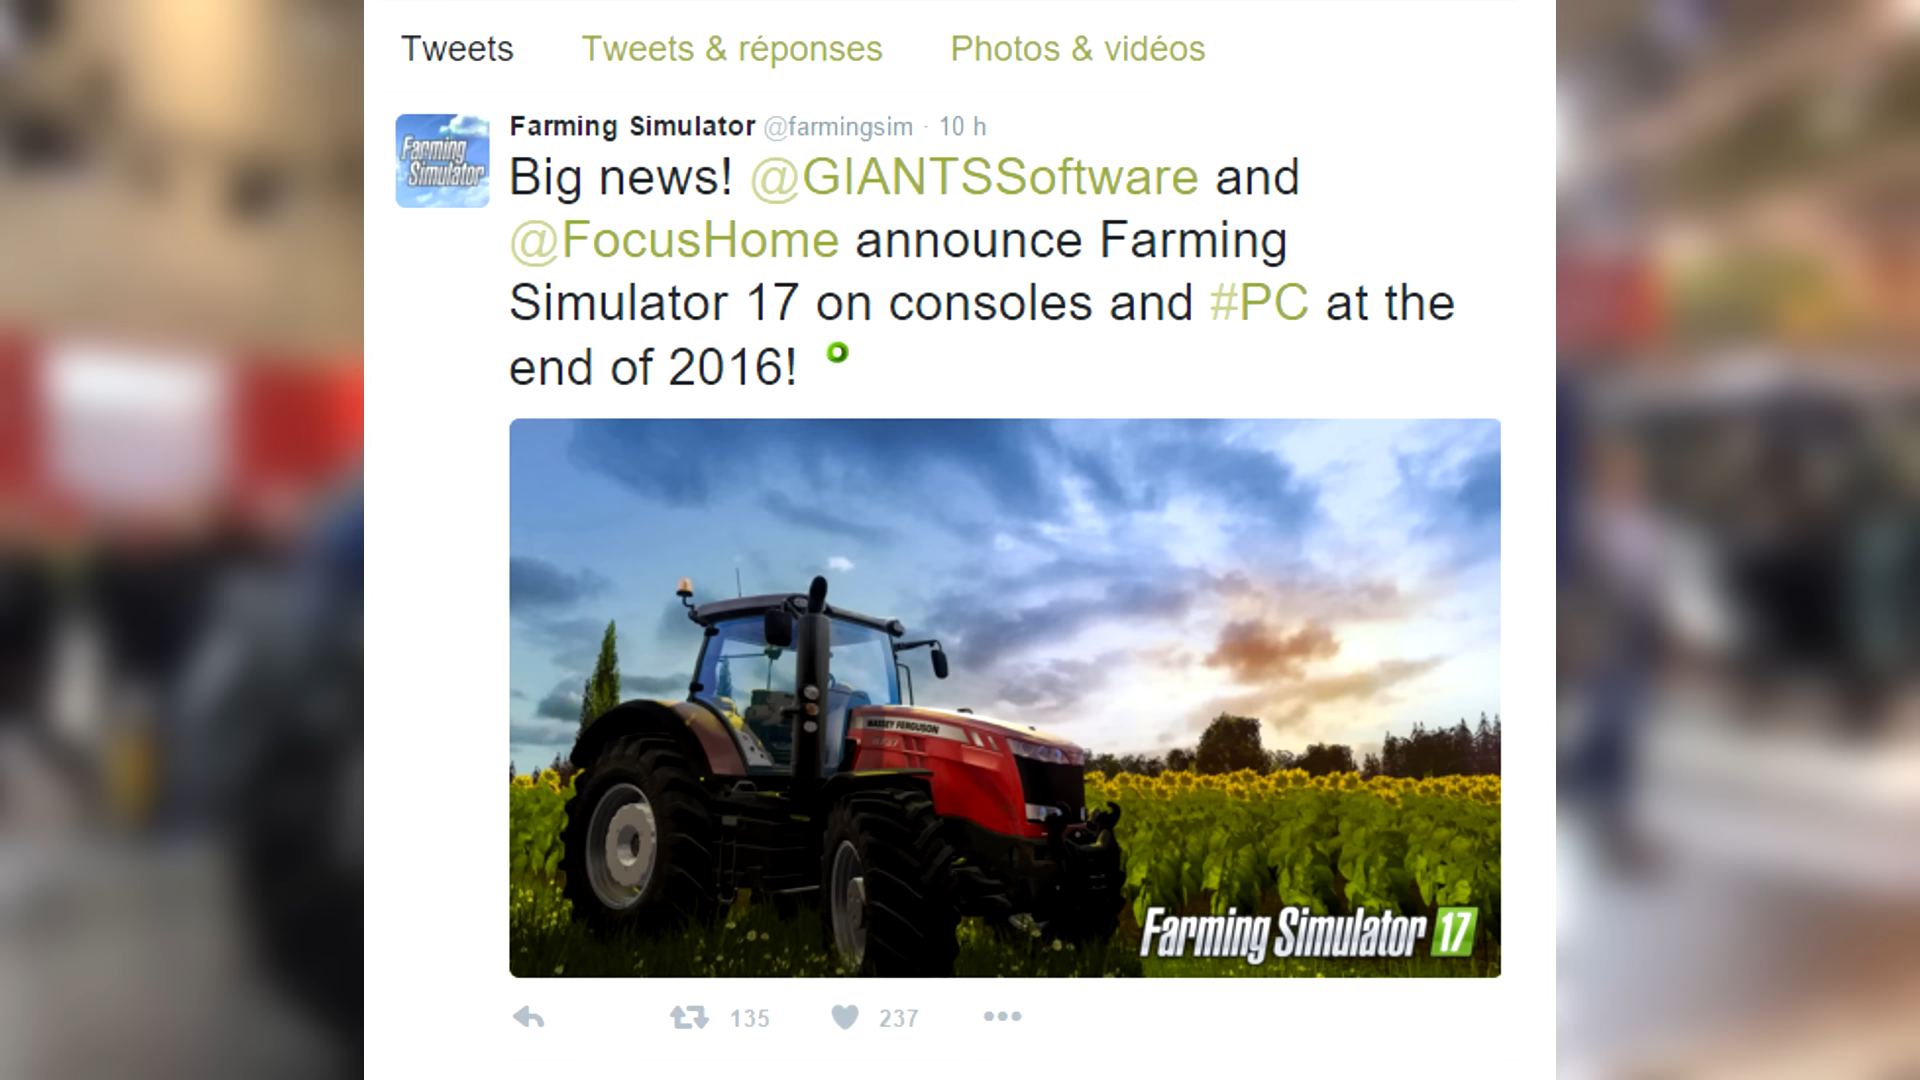 Tweets Tweets & réponses Photos & vidéos
Farming Simulator
Farming Simulator @farmingsim · 10 h
Big news! @GIANTSSoftware and
@FocusHome announce Farming
Simulator 17 on consoles and #PC at the
end of 2016!
MASSEY FERGUSON
Farming Simulator 17
135 237